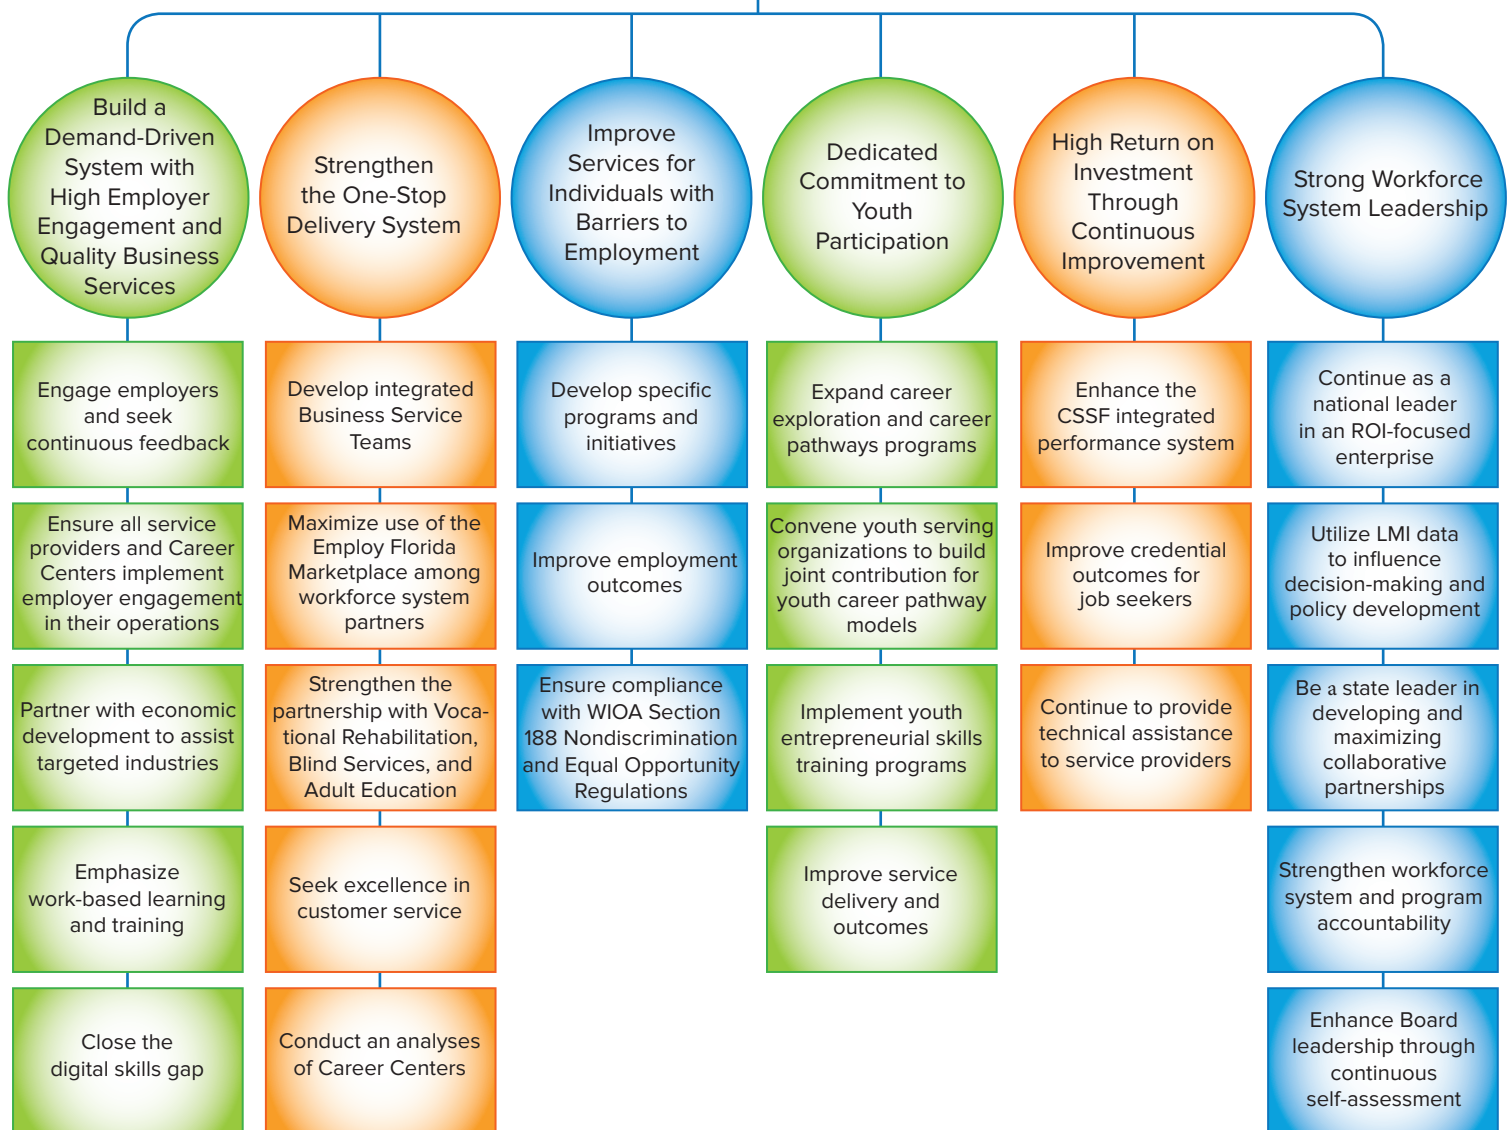 Build a
Demand-Driven
System with
High Employer
Engagement and
Quality Business
Services
Strengthen
the One-Stop
Delivery System
Improve
Services for
Individuals with
Barriers to
Employment
Dedicated
Commitment to
Youth
Participation
High Return on
Investment
Through
Continuous
Improvement
Strong Workforce
System Leadership
Engage employers
and seek
continuous feedback
Ensure all service
providers and Career
Centers implement
employer engagement
in their operations
Partner with economic
development to assist
targeted industries
Emphasize
work-based learning
and training
Close the
digital skills gap
Develop integrated
Business Service
Teams
Maximize use of the
Employ Florida
Marketplace among
workforce system
partners
Strengthen the
partnership with Voca-
tional Rehabilitation,
Blind Services, and
Adult Education
Seek excellence in
customer service
Conduct an analyses
of Career Centers
Develop specific
programs and
initiatives
Improve employment
outcomes
Ensure compliance
with WIOA Section
188 Nondiscrimination
and Equal Opportunity
Regulations
Expand career
exploration and career
pathways programs
Convene youth serving
organizations to build
joint contribution for
youth career pathway
models
Implement youth
entrepreneurial skills
training programs
Improve service
delivery and
outcomes
Enhance the
CSSF integrated
performance system
Improve credential
outcomes for
job seekers
Continue to provide
technical assistance
to service providers
Continue as a
national leader
in an ROI-focused
enterprise
Utilize LMI data
to influence
decision-making and
policy development
Be a state leader in
developing and
maximizing
collaborative
partnerships
Strengthen workforce
system and program
accountability
Enhance Board
leadership through
continuous
self-assessment